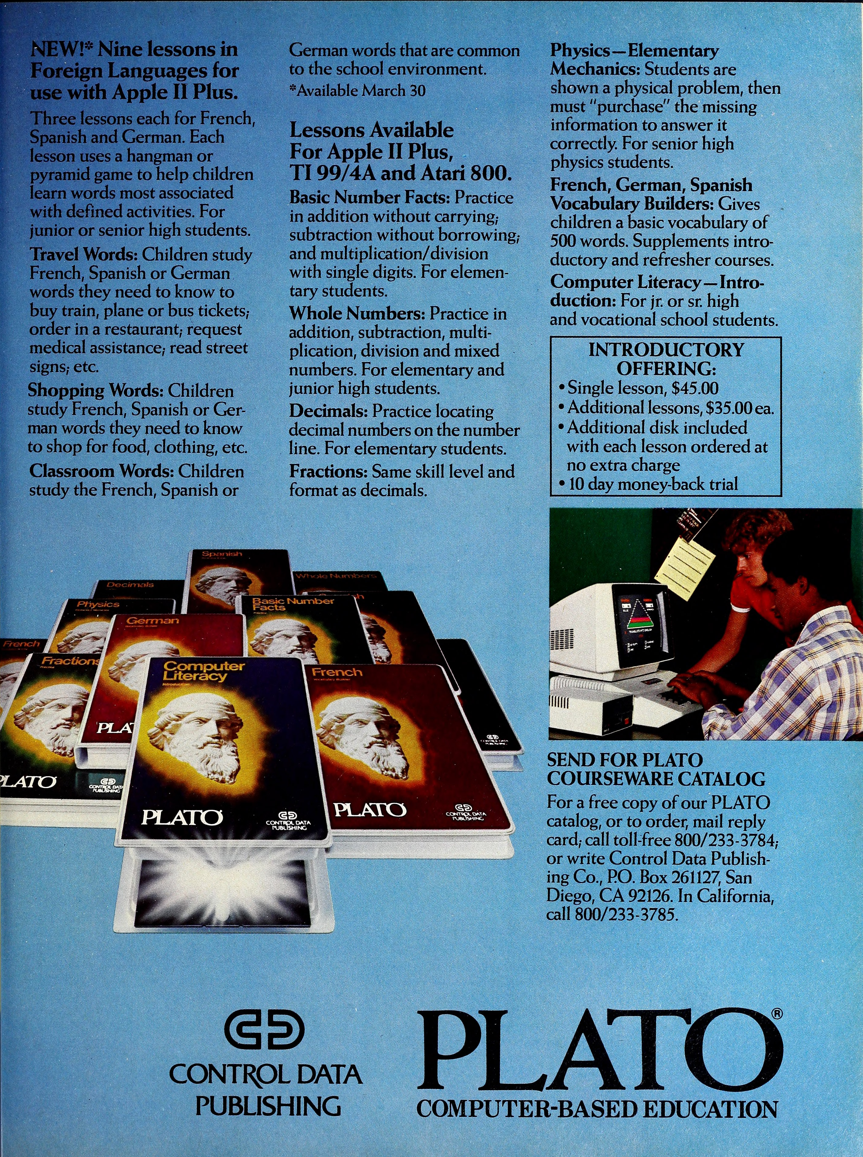 NEW!* Nine lessons in
Foreign Languages for
use with Apple II Plus.
Three lessons each for French,
Spanish and German. Each
lesson uses a hangman or
pyramid game to help children
learn words most associated
with defined activities. For
junior or senior high students.
Travel Words: Children study
French, Spanish or German
words they need to know to
buy train, plane or bus tickets;
order in a restaurant; request
medical assistance; read street
signs; etc.
Shopping Words: Children
study French, Spanish or Ger-
man words they need to know
to shop for food, clothing, etc.
Classroom Words: Children
study the French, Spanish or
German words that are common
to the school environment.
*Available March 30
Lessons Available
For Apple II Plus,
TI 99/4A and Atari 800.
Basic Number Facts: Practice
in addition without carrying;
subtraction without borrowing;
and multiplication/division
with single digits. For elemen-
tary students.
Whole Numbers: Practice in
addition, subtraction, multi-
plication, division and mixed
numbers. For elementary and
junior high students.
Decimals: Practice locating
decimal numbers on the number
line. For elementary students.
Fractions: Same skill level and
format as decimals.
Physics—Elementary
Mechanics: Students are
shown a physical problem, then
must "purchase" the missing
information to answer it
correctly. For senior high
physics students.
French, German, Spanish
Vocabulary Builders: Gives
children a basic vocabulary of
500 words. Supplements intro-
ductory and refresher courses.
Computer Literacy—Intro-
duction: For jr. or sr. high
and vocational school students.
INTRODUCTORY
OFFERING:
• Single lesson, $45.00
• Additional lessons, $35.00 ea.
• Additional disk included
with each lesson ordered at
no extra charge
• 10 day money-back trial
Spanish
Decimals
Whole Numbers
Physics
Basic Number
Facts
German
French
Fractions
Computer
Literacy
Introduction
French
Vocabulary Builder
PLA
PLATO
CONTROL DATA
PUBLISHING
PLATO
CONTROL DATA
PUBLISHING
PLATO
CONTROL DATA
PUBLISHING
SEND FOR PLATO
COURSEWARE CATALOG
For a free copy of our PLATO
catalog, or to order, mail reply
card; call toll-free 800/233-3784;
or write Control Data Publish-
ing Co., P.O. Box 261127, San
Diego, CA 92126. In California,
call 800/233-3785.
CONTROL DATA
PUBLISHING
PLATO®
COMPUTER-BASED EDUCATION